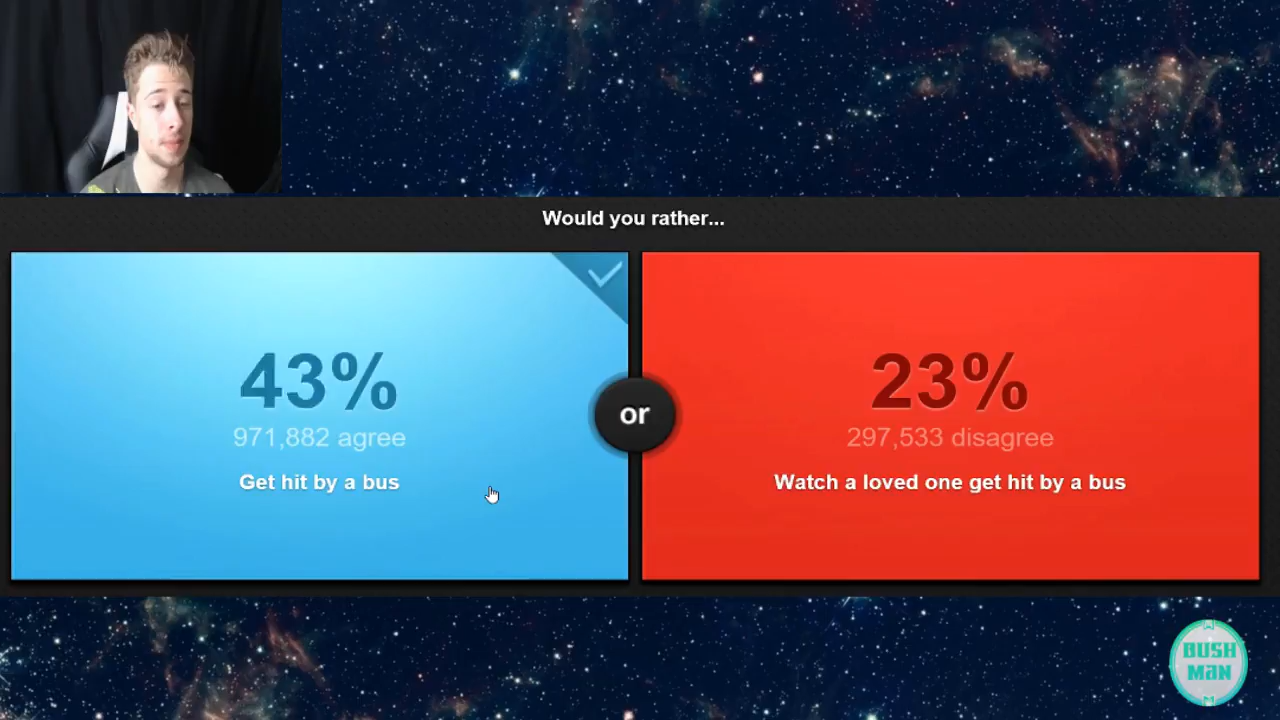 Would you rather...
43%
971,882 agree
Get hit by a bus
or
23%
297,533 disagree
Watch a loved one get hit by a bus
BUSH
MAN